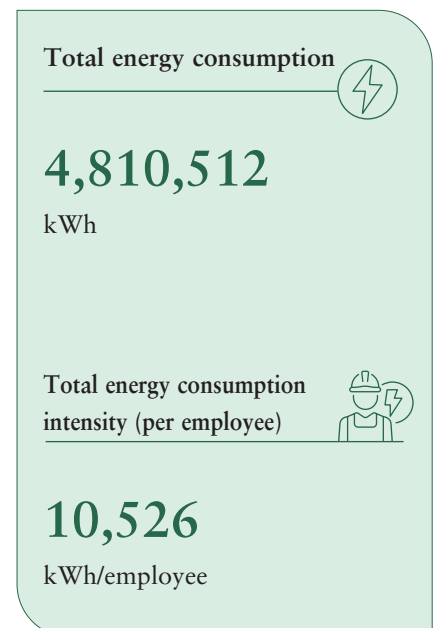 Total energy consumption
4,810,512
kWh
Total energy consumption
intensity (per employee)
10,526
kWh/employee